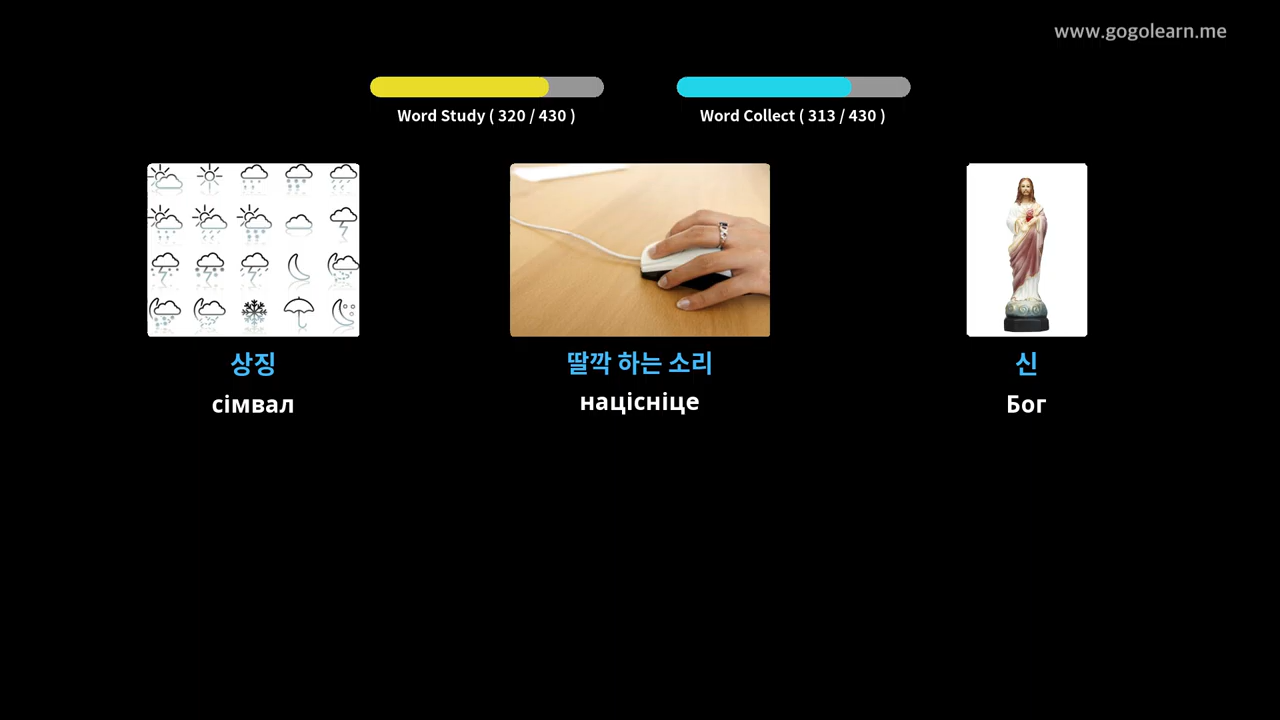 www.gogolearn.me
Word Study ( 320 / 430 )
Word Collect ( 313 / 430 )
상징
딸깍 하는 소리
신
сімвал
націсніце
Бог